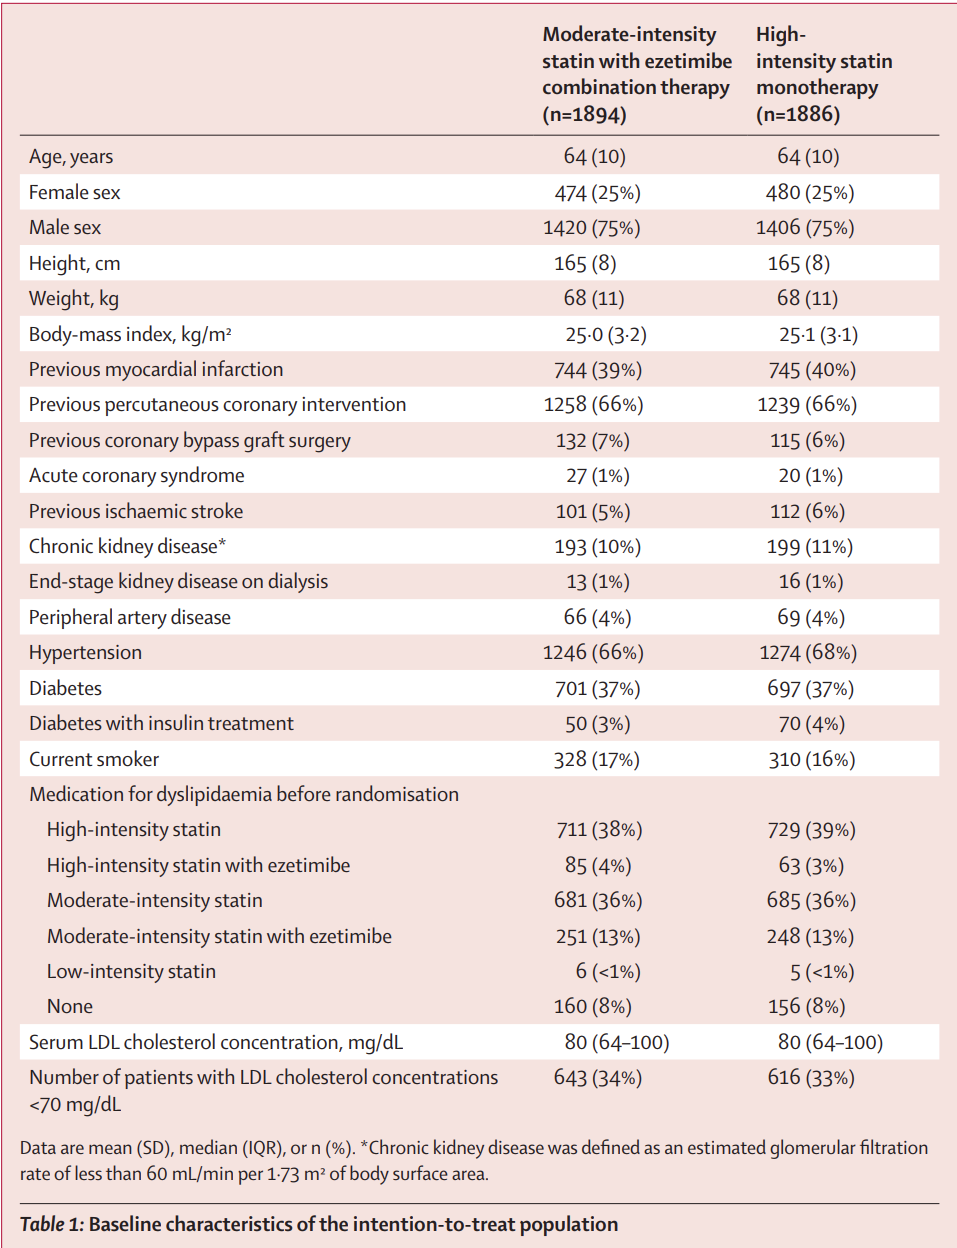 Moderate-intensity statin with ezetimibe combination therapy (n=1894) High-intensity statin monotherapy (n=1886)
Age, years 64 (10) 64 (10)
Female sex 474 (25%) 480 (25%)
Male sex 1420 (75%) 1406 (75%)
Height, cm 165 (8) 165 (8)
Weight, kg 68 (11) 68 (11)
Body-mass index, kg/m² 25·0 (3·2) 25·1 (3·1)
Previous myocardial infarction 744 (39%) 745 (40%)
Previous percutaneous coronary intervention 1258 (66%) 1239 (66%)
Previous coronary bypass graft surgery 132 (7%) 115 (6%)
Acute coronary syndrome 27 (1%) 20 (1%)
Previous ischaemic stroke 101 (5%) 112 (6%)
Chronic kidney disease* 193 (10%) 199 (11%)
End-stage kidney disease on dialysis 13 (1%) 16 (1%)
Peripheral artery disease 66 (4%) 69 (4%)
Hypertension 1246 (66%) 1274 (68%)
Diabetes 701 (37%) 697 (37%)
Diabetes with insulin treatment 50 (3%) 70 (4%)
Current smoker 328 (17%) 310 (16%)
Medication for dyslipidaemia before randomisation
High-intensity statin 711 (38%) 729 (39%)
High-intensity statin with ezetimibe 85 (4%) 63 (3%)
Moderate-intensity statin 681 (36%) 685 (36%)
Moderate-intensity statin with ezetimibe 251 (13%) 248 (13%)
Low-intensity statin 6 (<1%) 5 (<1%)
None 160 (8%) 156 (8%)
Serum LDL cholesterol concentration, mg/dL 80 (64–100) 80 (64–100)
Number of patients with LDL cholesterol concentrations 643 (34%) 616 (33%)
<70 mg/dL
Data are mean (SD), median (IQR), or n (%). *Chronic kidney disease was defined as an estimated glomerular filtration
rate of less than 60 mL/min per 1·73 m² of body surface area.
Table 1: Baseline characteristics of the intention-to-treat population